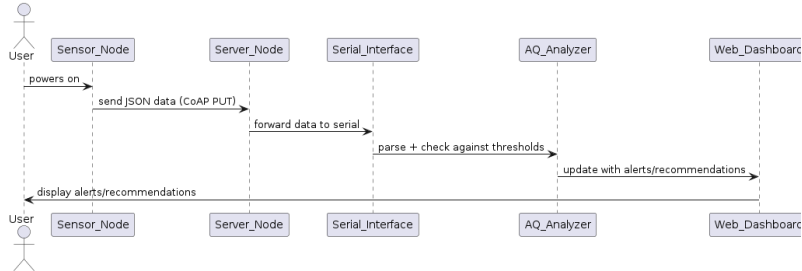 User
Sensor_Node
Server_Node
Serial_Interface
AQ_Analyzer
Web_Dashboard
powers on
send JSON data (CoAP PUT)
forward data to serial
parse + check against thresholds
update with alerts/recommendations
display alerts/recommendations
User
Sensor_Node
Server_Node
Serial_Interface
AQ_Analyzer
Web_Dashboard